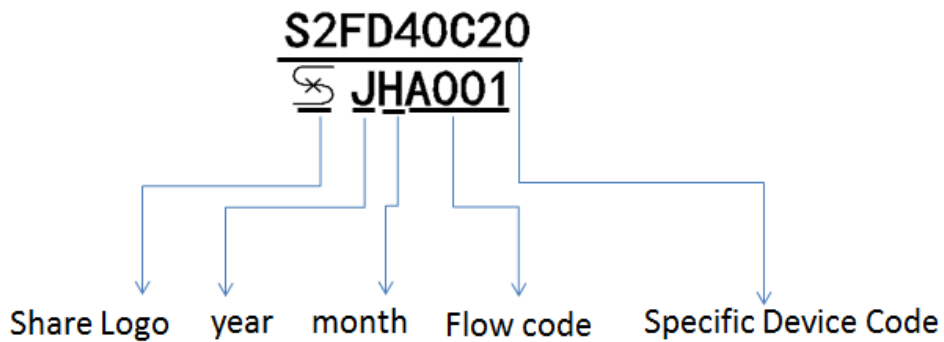 S2FD40C20
JHA001
Share Logo year month Flow code Specific Device Code